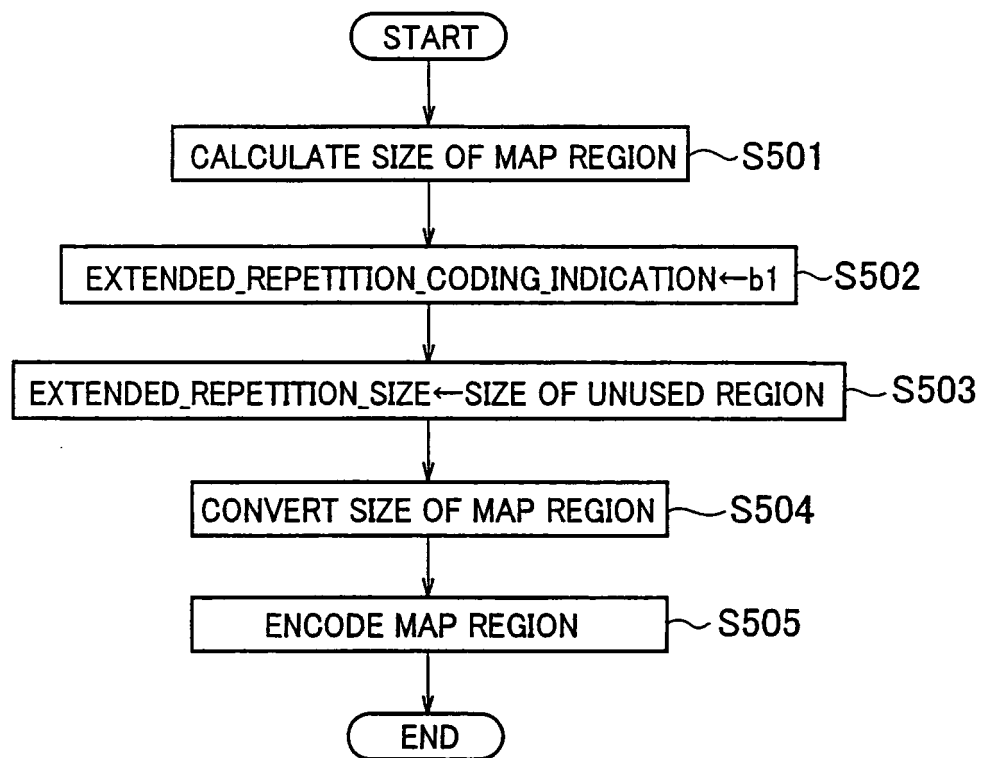 START
CALCULATE SIZE OF MAP REGION S501
EXTENDED_REPETITION_CODING_INDICATION←b1 S502
EXTENDED_REPETITION_SIZE←SIZE OF UNUSED REGION S503
CONVERT SIZE OF MAP REGION S504
ENCODE MAP REGION S505
END